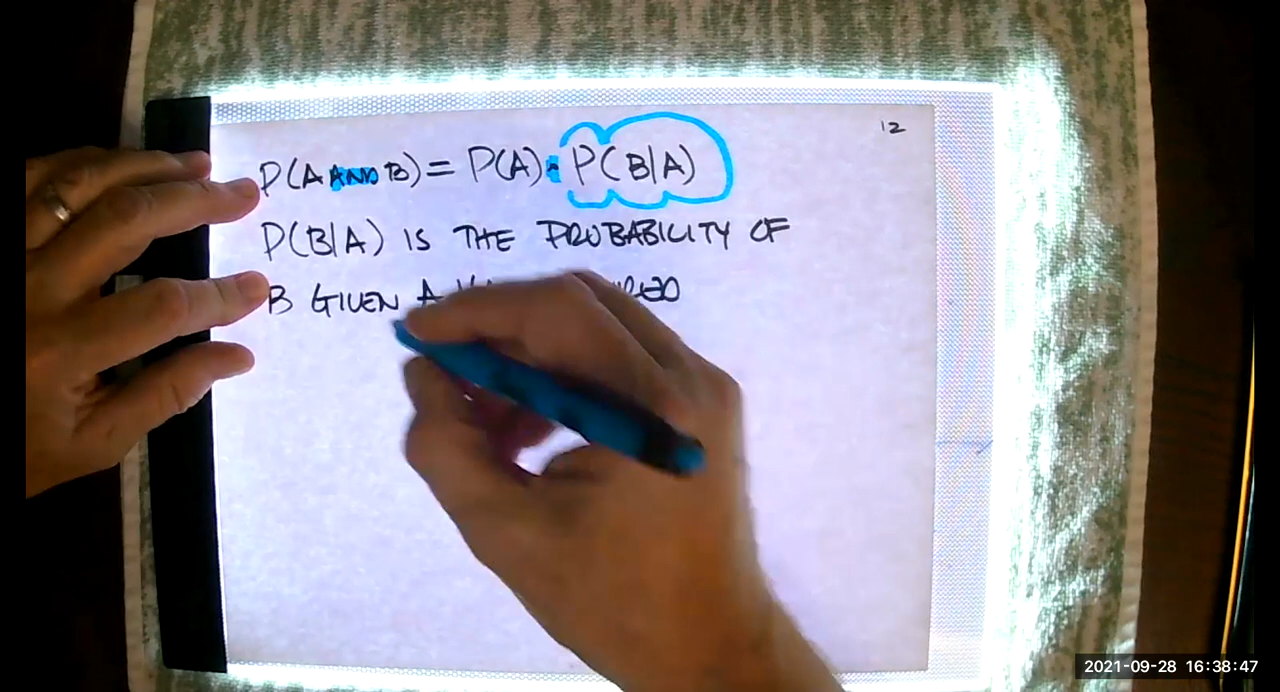 12
P(A AND B) = P(A) · P(B|A)
P(B|A) IS THE PROBABILITY OF
B GIVEN A
2021-09-28 16:38:47